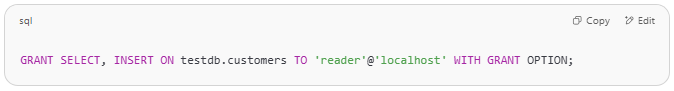 sql
Copy
Edit
GRANT SELECT, INSERT ON testdb.customers TO 'reader'@'localhost' WITH GRANT OPTION;